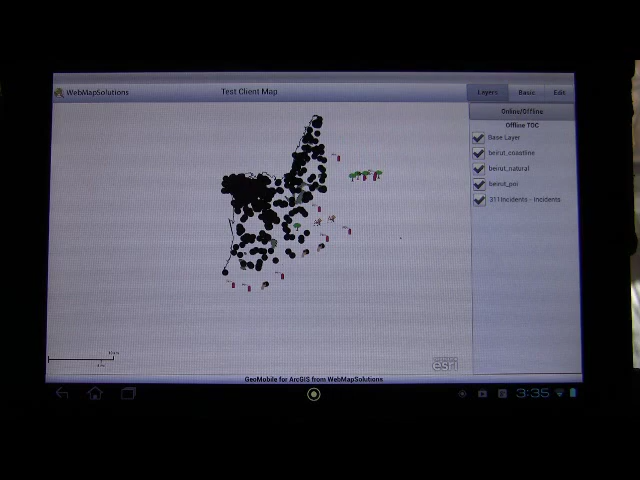 WebMapSolutions
Test Client Map
Layers
Basic
Edit
Online/Offline
Offline TOC
Base Layer
beirut_coastline
beirut_natural
beirut_poi
311Incidents - Incidents
esri
GeoMobile for ArcGIS from WebMapSolutions
3:35